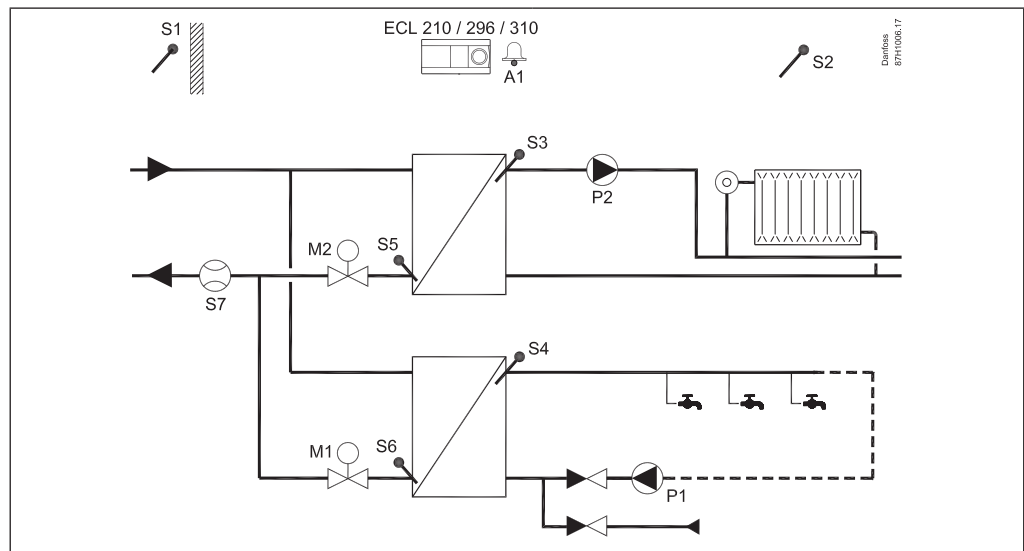 S1
ECL 210 / 296 / 310
A1
S2
Danfoss
87H1006.17
S3
P2
M2
S5
S7
S4
M1
S6
P1